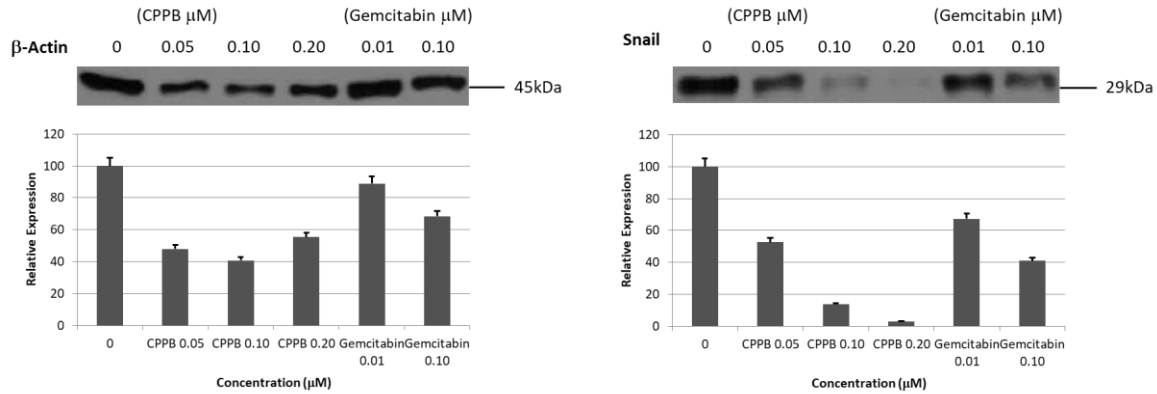 (CPPB μM) (Gemcitabin μM)
β-Actin 0 0.05 0.10 0.20 0.01 0.10
45kDa
120
100
80
60
40
20
0
Relative Expression
0 CPPB 0.05 CPPB 0.10 CPPB 0.20 Gemcitabin Gemcitabin
0.01 0.10
Concentration (μM)
(CPPB μM) (Gemcitabin μM)
Snail 0 0.05 0.10 0.20 0.01 0.10
29kDa
120
100
80
60
40
20
0
Relative Expression
0 CPPB 0.05 CPPB 0.10 CPPB 0.20 Gemcitabin Gemcitabin
0.01 0.10
Concentration (μM)